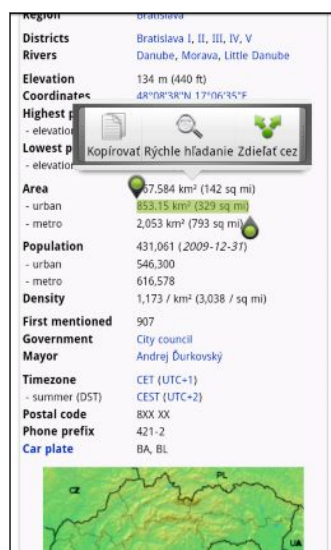 Region Bratislava
Districts Bratislava I, II, III, IV, V
Rivers Danube, Morava, Little Danube
Elevation 134 m (440 ft)
Coordinates 48°08'38"N 17°06'35"E
Highest p
- elevation
Kopírovať Rýchle hľadanie Zdieľať cez
Lowest p
- elevation
Area 67.584 km² (142 sq mi)
- urban 853.15 km² (329 sq mi)
- metro 2,053 km² (793 sq mi)
Population 431,061 (2009-12-31)
- urban 546,300
- metro 616,578
Density 1,173 / km² (3,038 / sq mi)
First mentioned 907
Government City council
Mayor Andrej Ďurkovský
Timezone CET (UTC+1)
- summer (DST) CEST (UTC+2)
Postal code 8XX XX
Phone prefix 421-2
Car plate BA, BL
CZ PL
UA